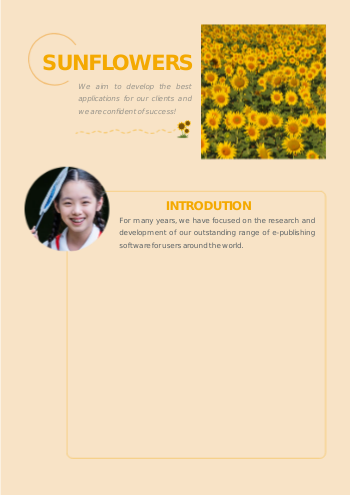 SUNFLOWERS
We aim to develop the best
applications for our clients and
we are confident of success!
INTRODUTION
For many years, we have focused on the research and
development of our outstanding range of e-publishing
software for users around the world.